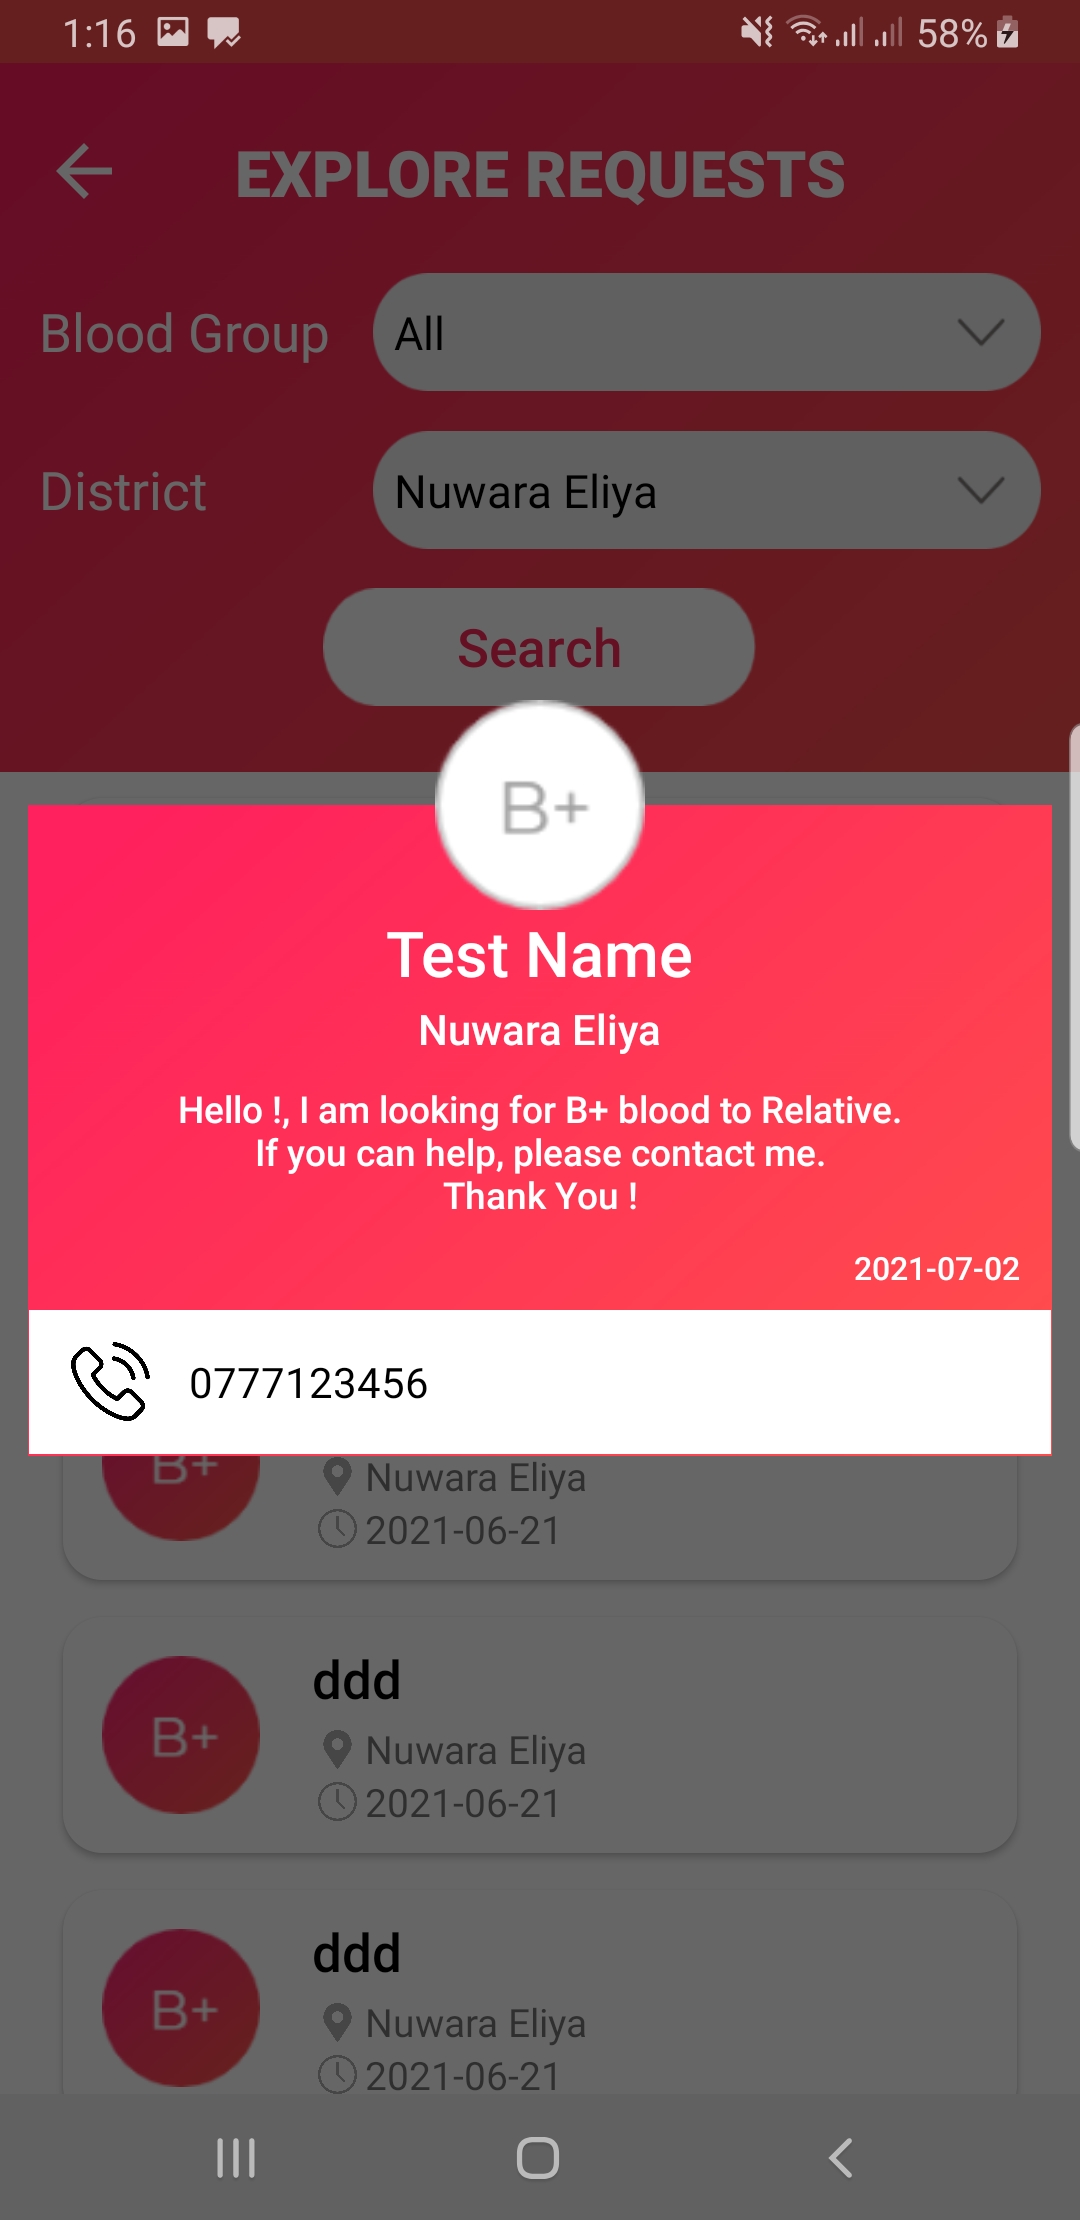 1:16 58%
EXPLORE REQUESTS
Blood Group All
District Nuwara Eliya
Search
B+
Test Name
Nuwara Eliya
Hello !, I am looking for B+ blood to Relative.
If you can help, please contact me.
Thank You !
2021-07-02
0777123456
B+
Nuwara Eliya
2021-06-21
ddd
B+
Nuwara Eliya
2021-06-21
ddd
B+
Nuwara Eliya
2021-06-21